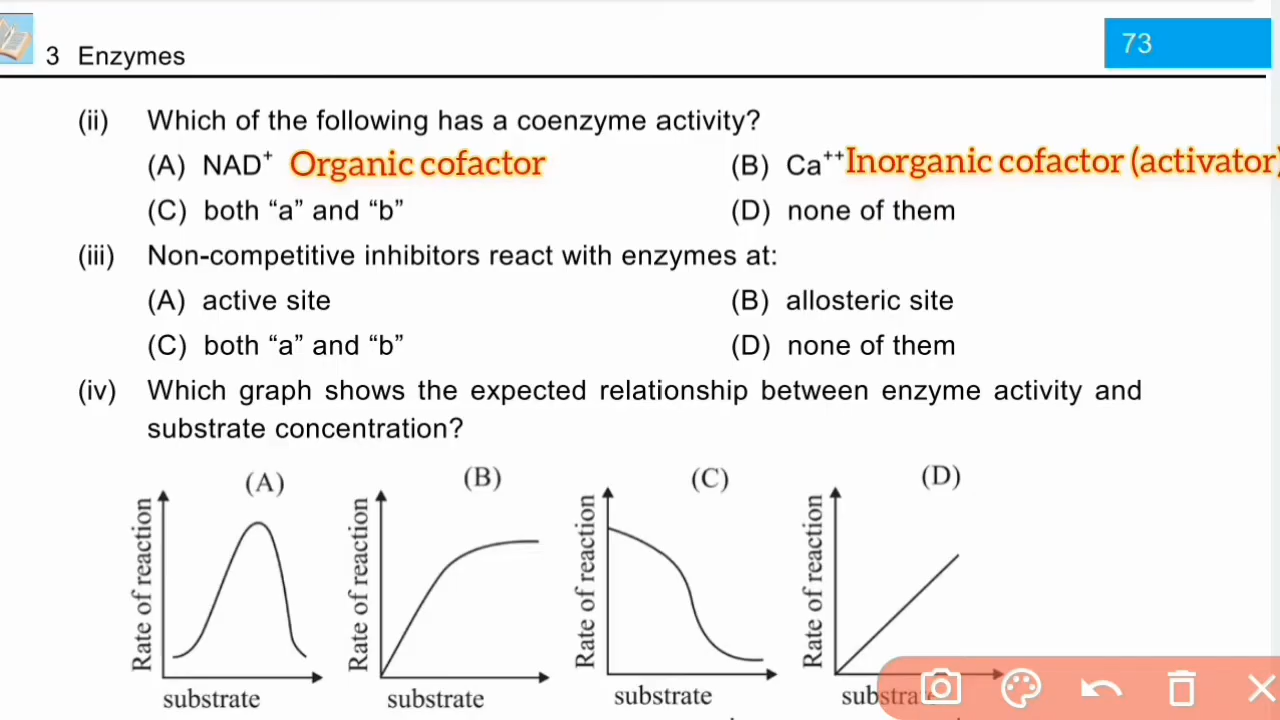 3 Enzymes
73
(ii) Which of the following has a coenzyme activity?
(A) NAD⁺ Organic cofactor (B) Ca⁺⁺ Inorganic cofactor (activator)
(C) both “a” and “b” (D) none of them
(iii) Non-competitive inhibitors react with enzymes at:
(A) active site (B) allosteric site
(C) both “a” and “b” (D) none of them
(iv) Which graph shows the expected relationship between enzyme activity and
substrate concentration?
(A) (B) (C) (D)
Rate of reaction Rate of reaction Rate of reaction Rate of reaction
substrate substrate substrate substra